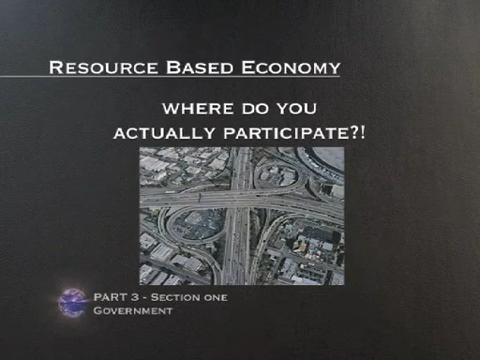 Resource Based Economy
WHERE DO YOU
ACTUALLY PARTICIPATE?!
PART 3 - Section one
Government